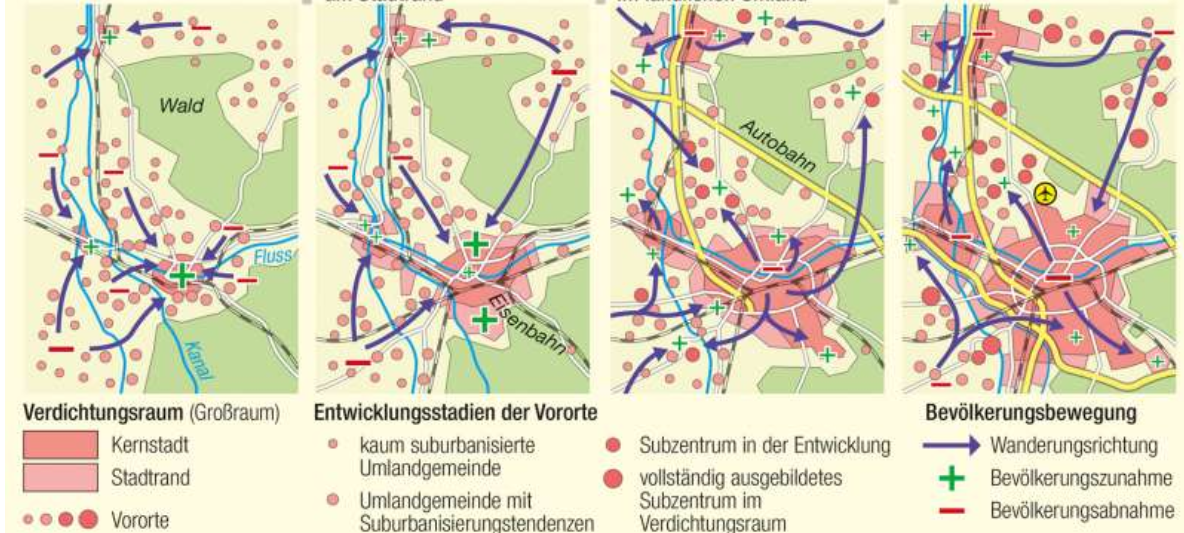 Wald
Fluss
Kanal
Eisenbahn
Autobahn
Verdichtungsraum (Großraum)
Kernstadt
Stadtrand
Vororte
Entwicklungsstadien der Vororte
kaum suburbanisierte
Umlandgemeinde
Umlandgemeinde mit
Suburbanisierungstendenzen
Subzentrum in der Entwicklung
vollständig ausgebildetes
Subzentrum im
Verdichtungsraum
Bevölkerungsbewegung
Wanderungsrichtung
Bevölkerungszunahme
Bevölkerungsabnahme